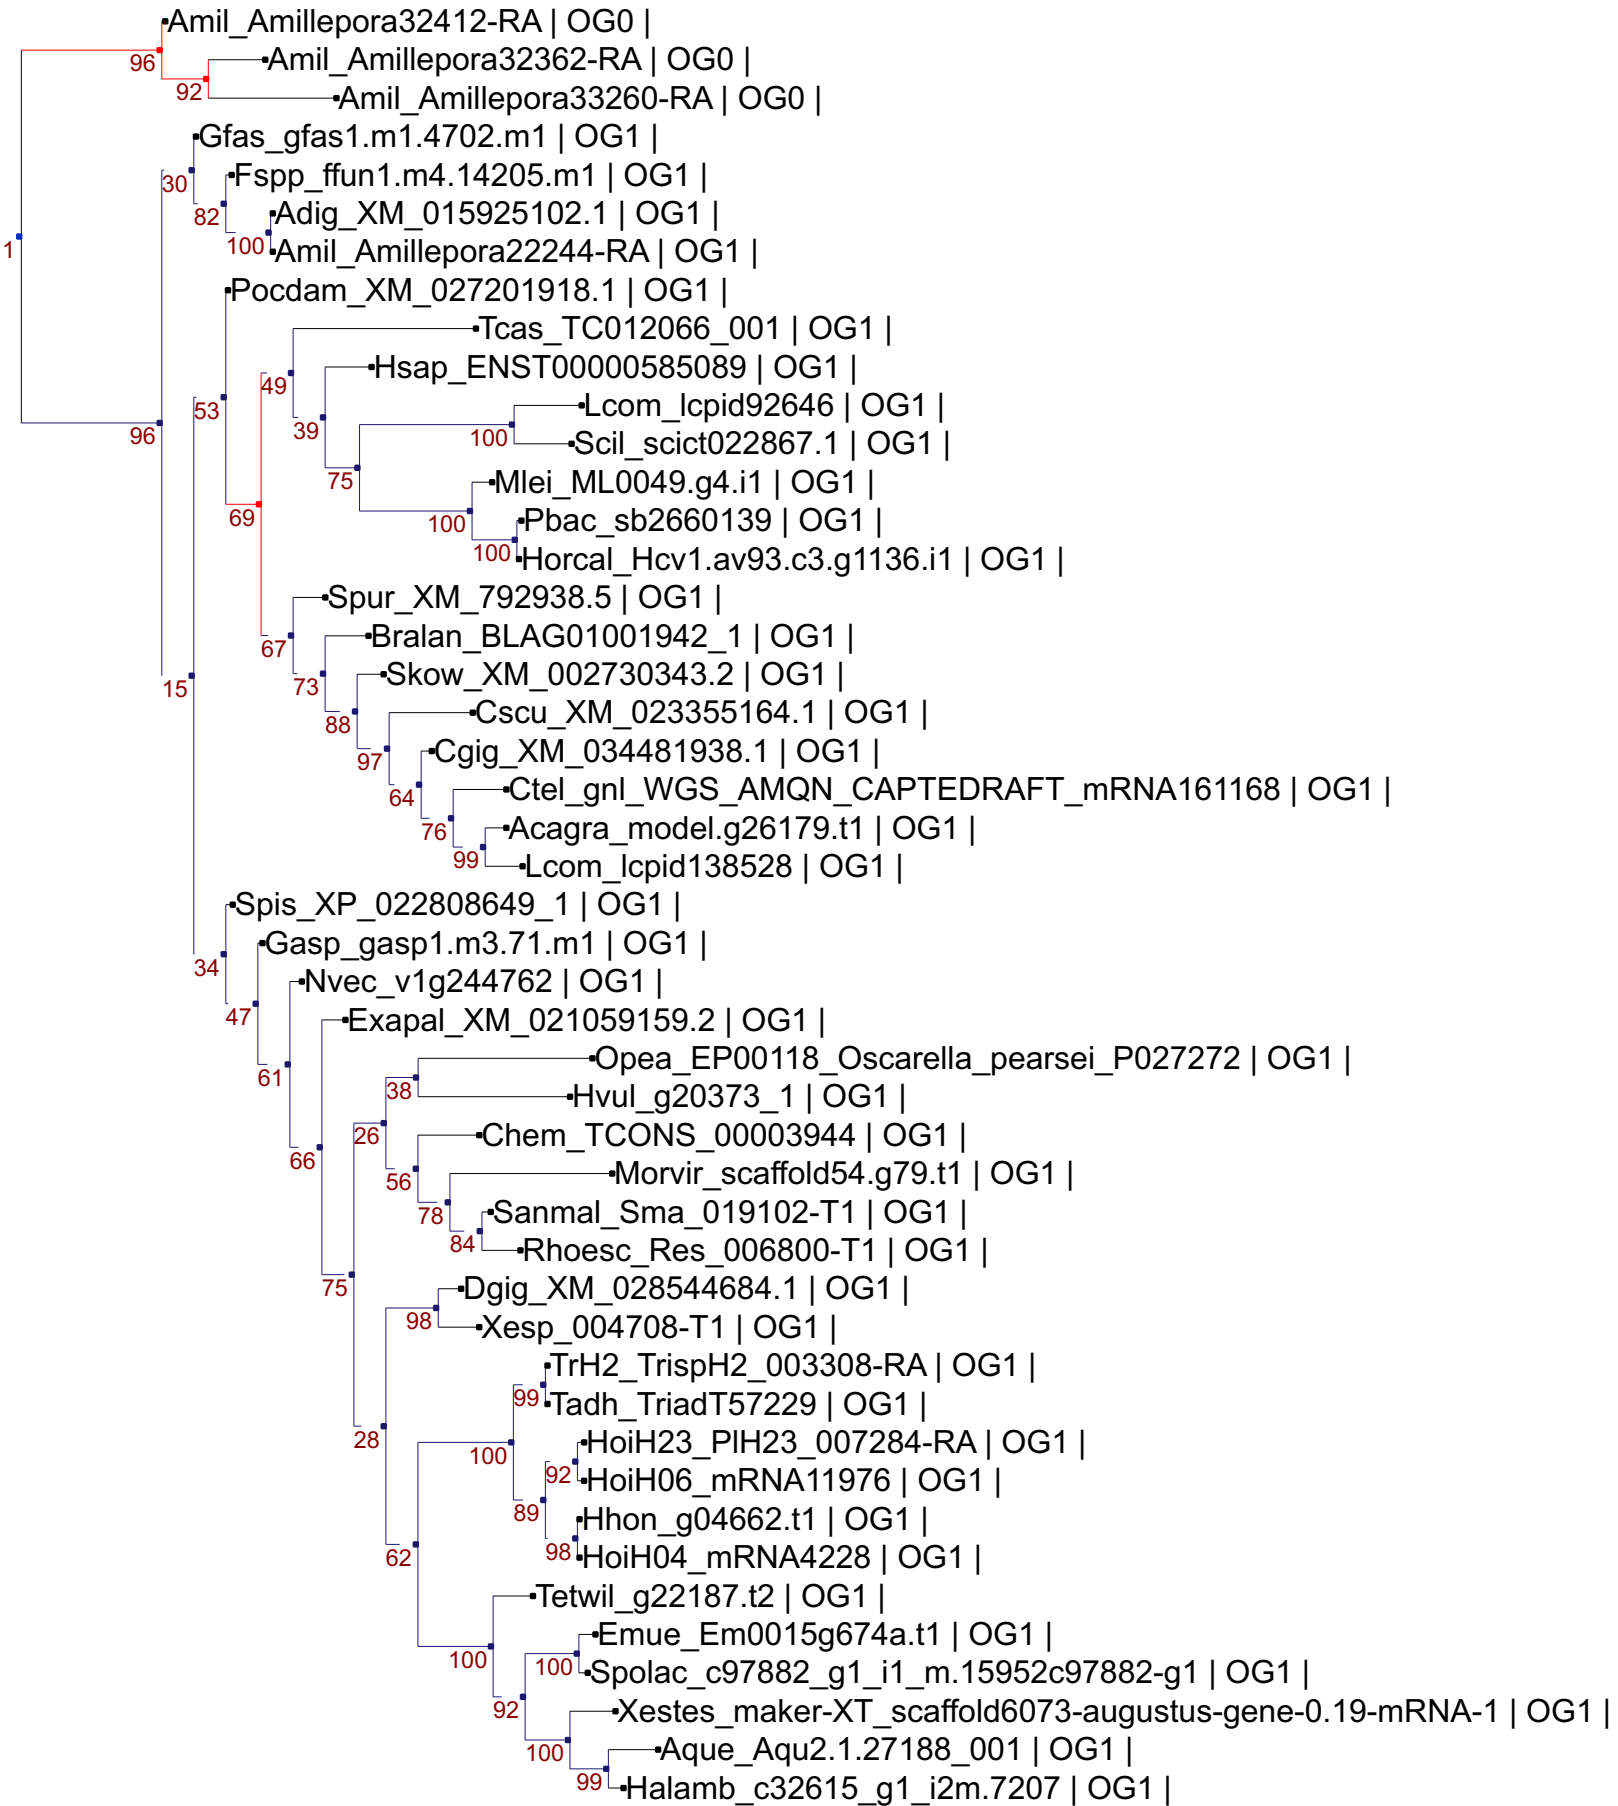 Amil_Amillepora32412-RA | OG0 |
96
Amil_Amillepora32362-RA | OG0 |
92
Amil_Amillepora33260-RA | OG0 |
Gfas_gfas1.m1.4702.m1 | OG1 |
30
Fspp_ffun1.m4.14205.m1 | OG1 |
82
Adig_XM_015925102.1 | OG1 |
100
Amil_Amillepora22244-RA | OG1 |
1
Pocdam_XM_027201918.1 | OG1 |
Tcas_TC012066_001 | OG1 |
49
Hsap_ENST00000585089 | OG1 |
53
Lcom_lcpid92646 | OG1 |
39
96
100
Scil_scict022867.1 | OG1 |
75
Mlei_ML0049.g4.i1 | OG1 |
69
100
Pbac_sb2660139 | OG1 |
100
Horcal_Hcv1.av93.c3.g1136.i1 | OG1 |
Spur_XM_792938.5 | OG1 |
67
Bralan_BLAG01001942_1 | OG1 |
15
73
Skow_XM_002730343.2 | OG1 |
88
Cscu_XM_023355164.1 | OG1 |
97
Cgig_XM_034481938.1 | OG1 |
64
Ctel_gnl_WGS_AMQN_CAPTEDRAFT_mRNA161168 | OG1 |
76
Acagra_model.g26179.t1 | OG1 |
99
Lcom_lcpid138528 | OG1 |
Spis_XP_022808649_1 | OG1 |
34
Gasp_gasp1.m3.71.m1 | OG1 |
47
Nvec_v1g244762 | OG1 |
Exapal_XM_021059159.2 | OG1 |
61
Opea_EP00118_Oscarella_pearsei_P027272 | OG1 |
38
Hvul_g20373_1 | OG1 |
26
Chem_TCONS_00003944 | OG1 |
66
56
Morvir_scaffold54.g79.t1 | OG1 |
78
Sanmal_Sma_019102-T1 | OG1 |
84
Rhoesc_Res_006800-T1 | OG1 |
75
Dgig_XM_028544684.1 | OG1 |
98
Xesp_004708-T1 | OG1 |
TrH2_TrispH2_003308-RA | OG1 |
99
Tadh_TriadT57229 | OG1 |
28
HoiH23_PlH23_007284-RA | OG1 |
100
92
HoiH06_mRNA11976 | OG1 |
89
Hhon_g04662.t1 | OG1 |
62
98
HoiH04_mRNA4228 | OG1 |
Tetwil_g22187.t2 | OG1 |
Emue_Em0015g674a.t1 | OG1 |
100
100
Spolac_c97882_g1_i1_m.15952c97882-g1 | OG1 |
92
Xestes_maker-XT_scaffold6073-augustus-gene-0.19-mRNA-1 | OG1 |
100
Aque_Aqu2.1.27188_001 | OG1 |
99
Halamb_c32615_g1_i2m.7207 | OG1 |